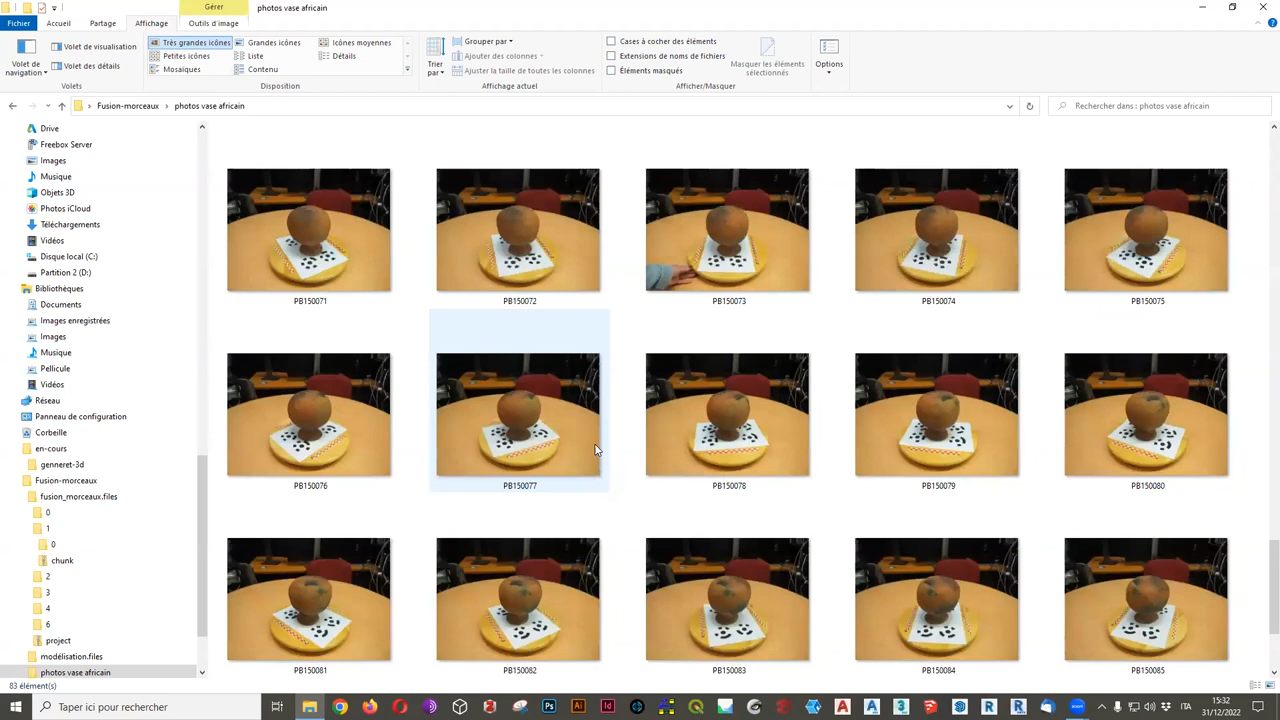 Gérer
photos vase africain
Fichier
Accueil
Partage
Affichage
Outils d'image
Volet de navigation
Volet de visualisation
Volet des détails
Volets
Très grandes icônes
Grandes icônes
Icônes moyennes
Petites icônes
Liste
Détails
Mosaïques
Contenu
Disposition
Trier par
Grouper par
Ajouter des colonnes
Ajuster la taille de toutes les colonnes
Affichage actuel
Cases à cocher des éléments
Extensions de noms de fichiers
Éléments masqués
Masquer les éléments sélectionnés
Afficher/Masquer
Options
Fusion-morceaux
photos vase africain
Rechercher dans : photos vase africain
Drive
Freebox Server
Images
Musique
Objets 3D
Photos iCloud
Téléchargements
Vidéos
Disque local (C:)
Partition 2 (D:)
Bibliothèques
Documents
Images enregistrées
Images
Musique
Pellicule
Vidéos
Réseau
Panneau de configuration
Corbeille
en-cours
genneret-3d
Fusion-morceaux
fusion_morceaux.files
0
1
0
chunk
2
3
4
6
project
modélisation.files
photos vase africain
PB150071
PB150072
PB150073
PB150074
PB150075
PB150076
PB150077
PB150078
PB150079
PB150080
PB150081
PB150082
PB150083
PB150084
PB150085
83 élément(s)
Taper ici pour rechercher
ITA
15:32
31/12/2022